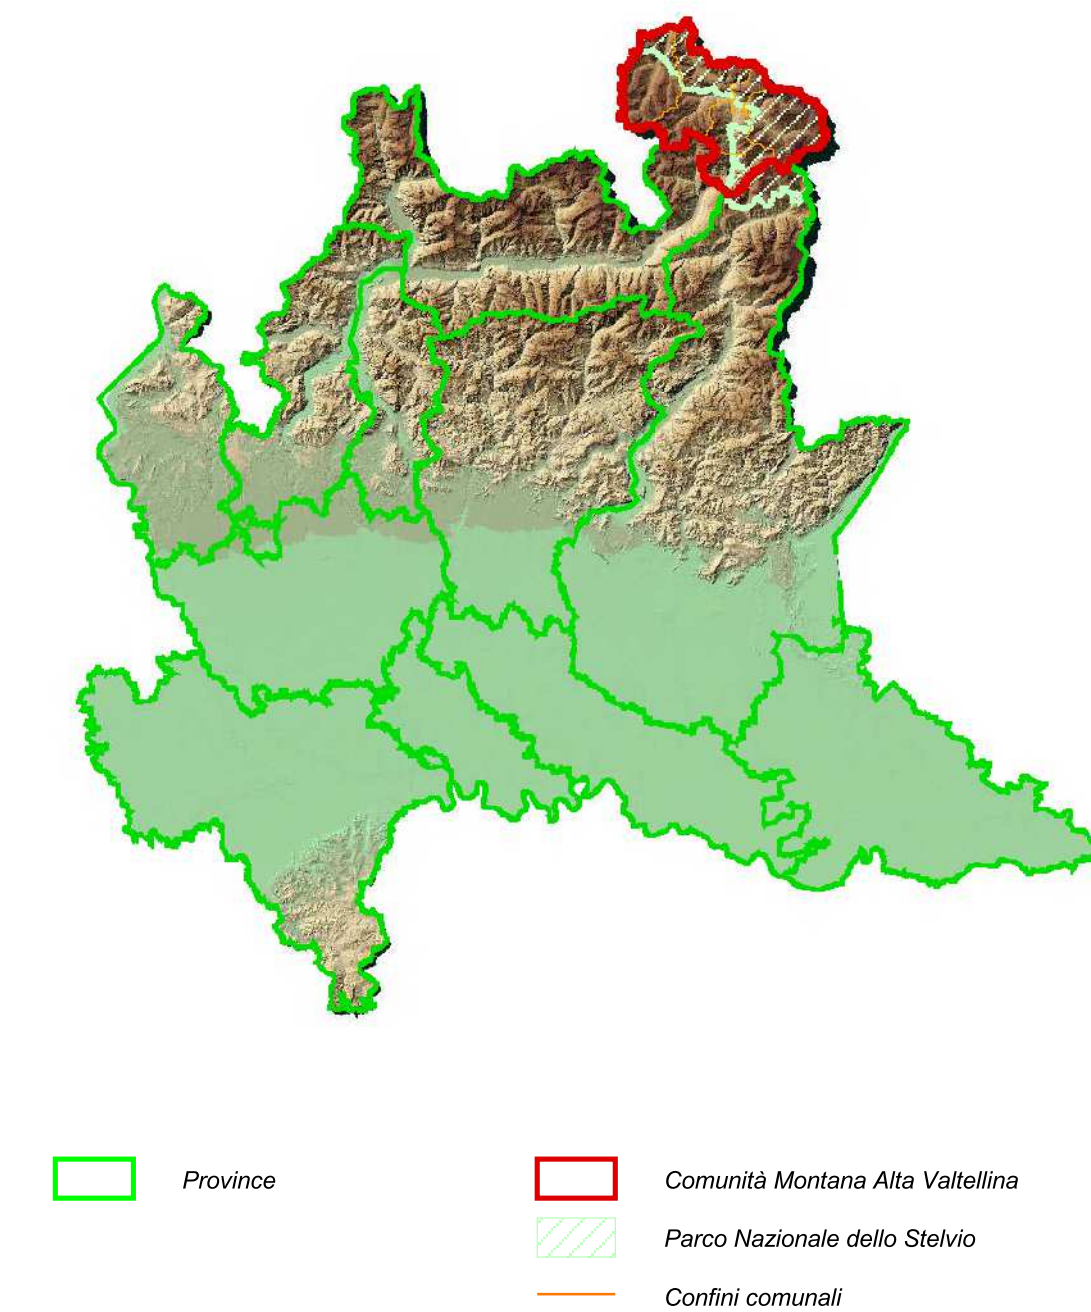 Province
Comunità Montana Alta Valtellina
Parco Nazionale dello Stelvio
Confini comunali